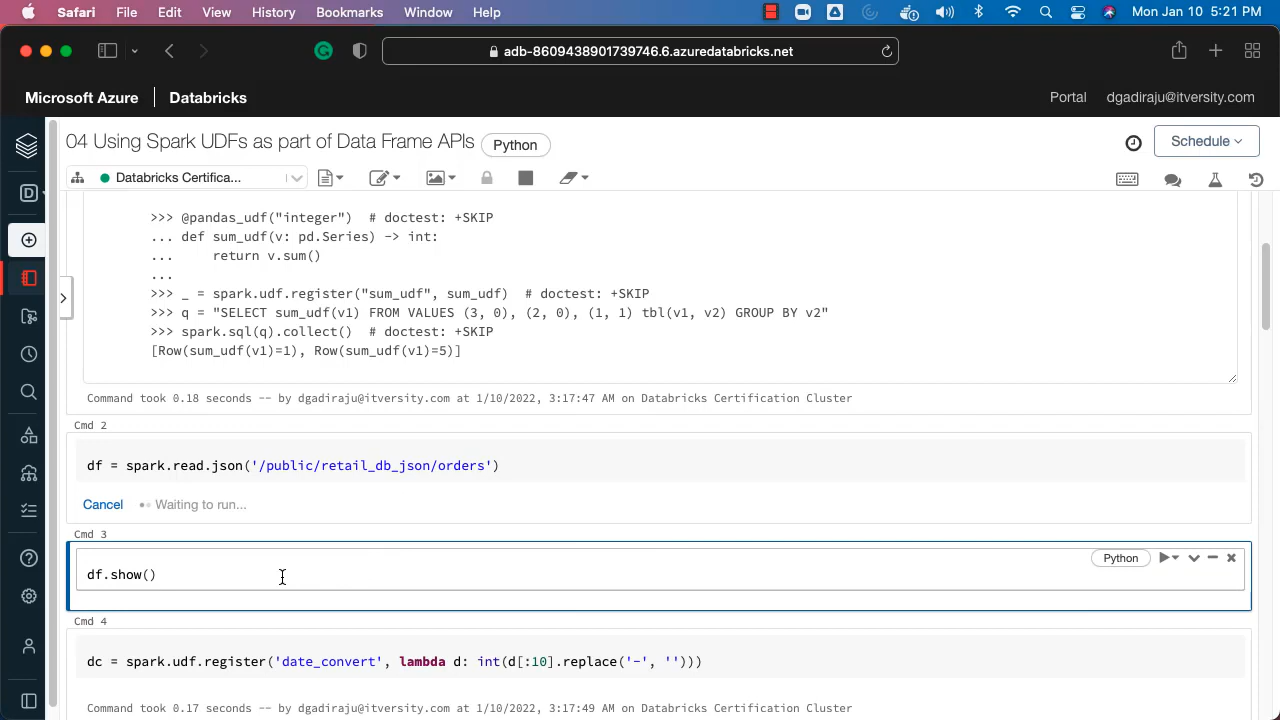 Safari File Edit View History Bookmarks Window Help Mon Jan 10 5:21 PM
adb-8609438901739746.6.azuredatabricks.net
Microsoft Azure Databricks Portal dgadiraju@itversity.com
04 Using Spark UDFs as part of Data Frame APIs Python Schedule
D Databricks Certifica...
>>> @pandas_udf("integer")  # doctest: +SKIP
... def sum_udf(v: pd.Series) -> int:
...     return v.sum()
...
>>> _ = spark.udf.register("sum_udf", sum_udf)  # doctest: +SKIP
>>> q = "SELECT sum_udf(v1) FROM VALUES (3, 0), (2, 0), (1, 1) tbl(v1, v2) GROUP BY v2"
>>> spark.sql(q).collect()  # doctest: +SKIP
[Row(sum_udf(v1)=1), Row(sum_udf(v1)=5)]
Command took 0.18 seconds -- by dgadiraju@itversity.com at 1/10/2022, 3:17:47 AM on Databricks Certification Cluster
Cmd 2
df = spark.read.json('/public/retail_db_json/orders')
Cancel Waiting to run...
Cmd 3
Python
df.show()
Cmd 4
dc = spark.udf.register('date_convert', lambda d: int(d[:10].replace('-', '')))
Command took 0.17 seconds -- by dgadiraju@itversity.com at 1/10/2022, 3:17:49 AM on Databricks Certification Cluster